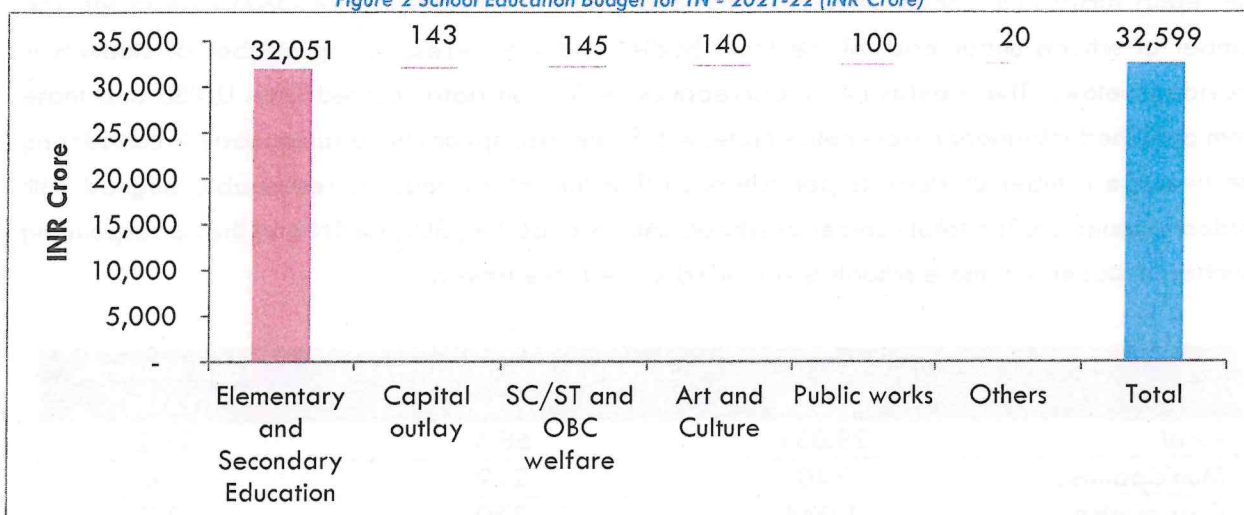 Figure 2 School Education Budget for TN - 2021-22 (INR Crore)
35,000
30,000
25,000
20,000
15,000
10,000
5,000
-
INR Crore
32,051
143
145
140
100
20
32,599
Elementary and Secondary Education
Capital outlay
SC/ST and OBC welfare
Art and Culture
Public works
Others
Total